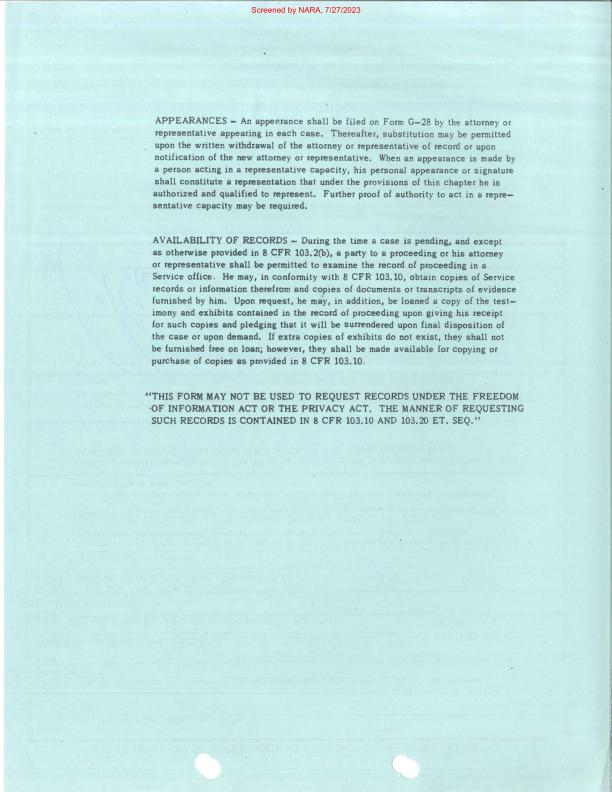 Screened by NARA, 7/27/2023
APPEARANCES – An appearance shall be filed on Form G–28 by the attorney or
representative appearing in each case. Thereafter, substitution may be permitted
upon the written withdrawal of the attorney or representative of record or upon
notification of the new attorney or representative. When an appearance is made by
a person acting in a representative capacity, his personal appearance or signature
shall constitute a representation that under the provisions of this chapter he is
authorized and qualified to represent. Further proof of authority to act in a repre–
sentative capacity may be required.
AVAILABILITY OF RECORDS – During the time a case is pending, and except
as otherwise provided in 8 CFR 103.2(b), a party to a proceeding or his attorney
or representative shall be permitted to examine the record of proceeding in a
Service office. He may, in conformity with 8 CFR 103.10, obtain copies of Service
records or information therefrom and copies of documents or transcripts of evidence
furnished by him. Upon request, he may, in addition, be loaned a copy of the test–
imony and exhibits contained in the record of proceeding upon giving his receipt
for such copies and pledging that it will be surrendered upon final disposition of
the case or upon demand. If extra copies of exhibits do not exist, they shall not
be furnished free on loan; however, they shall be made available for copying or
purchase of copies as provided in 8 CFR 103.10.
"THIS FORM MAY NOT BE USED TO REQUEST RECORDS UNDER THE FREEDOM
OF INFORMATION ACT OR THE PRIVACY ACT. THE MANNER OF REQUESTING
SUCH RECORDS IS CONTAINED IN 8 CFR 103.10 AND 103.20 ET. SEQ."